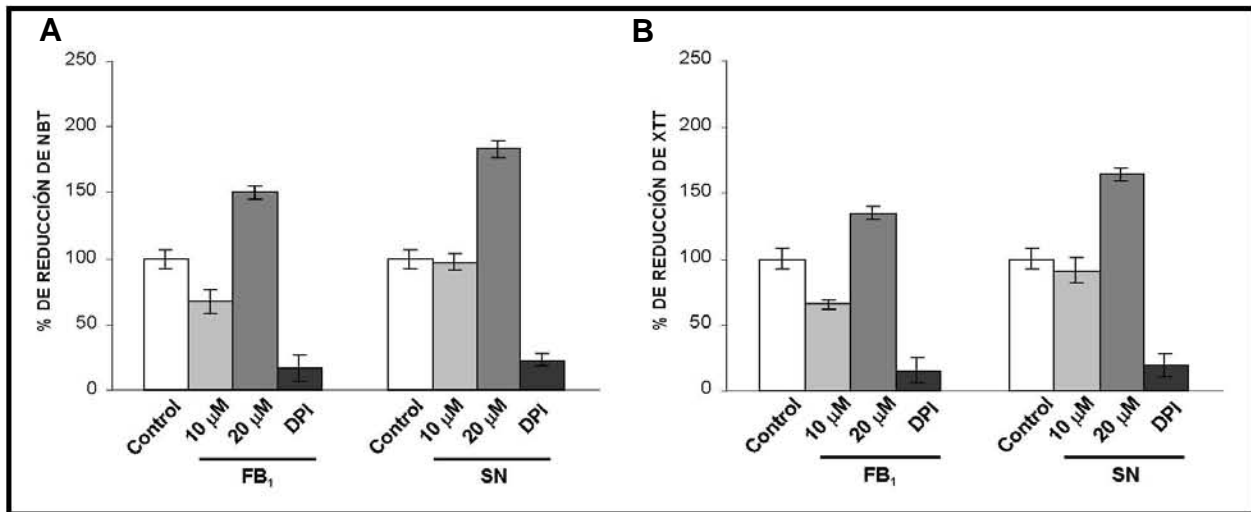 A
% DE REDUCCIÓN DE NBT
250
200
150
100
50
0
Control
10 µM
20 µM
DPI
Control
10 µM
20 µM
DPI
FB₁
SN
B
% DE REDUCCIÓN DE XTT
250
200
150
100
50
0
Control
10 µM
20 µM
DPI
Control
10 µM
20 µM
DPI
FB₁
SN